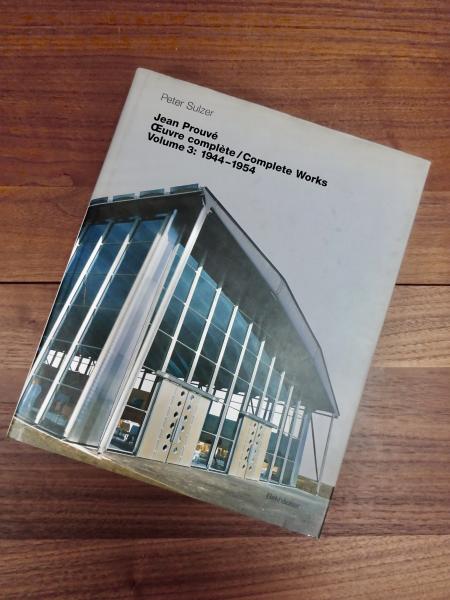 Peter Sulzer
Jean Prouvé
Œuvre complète / Complete Works
Volume 3: 1944–1954
Birkhäuser